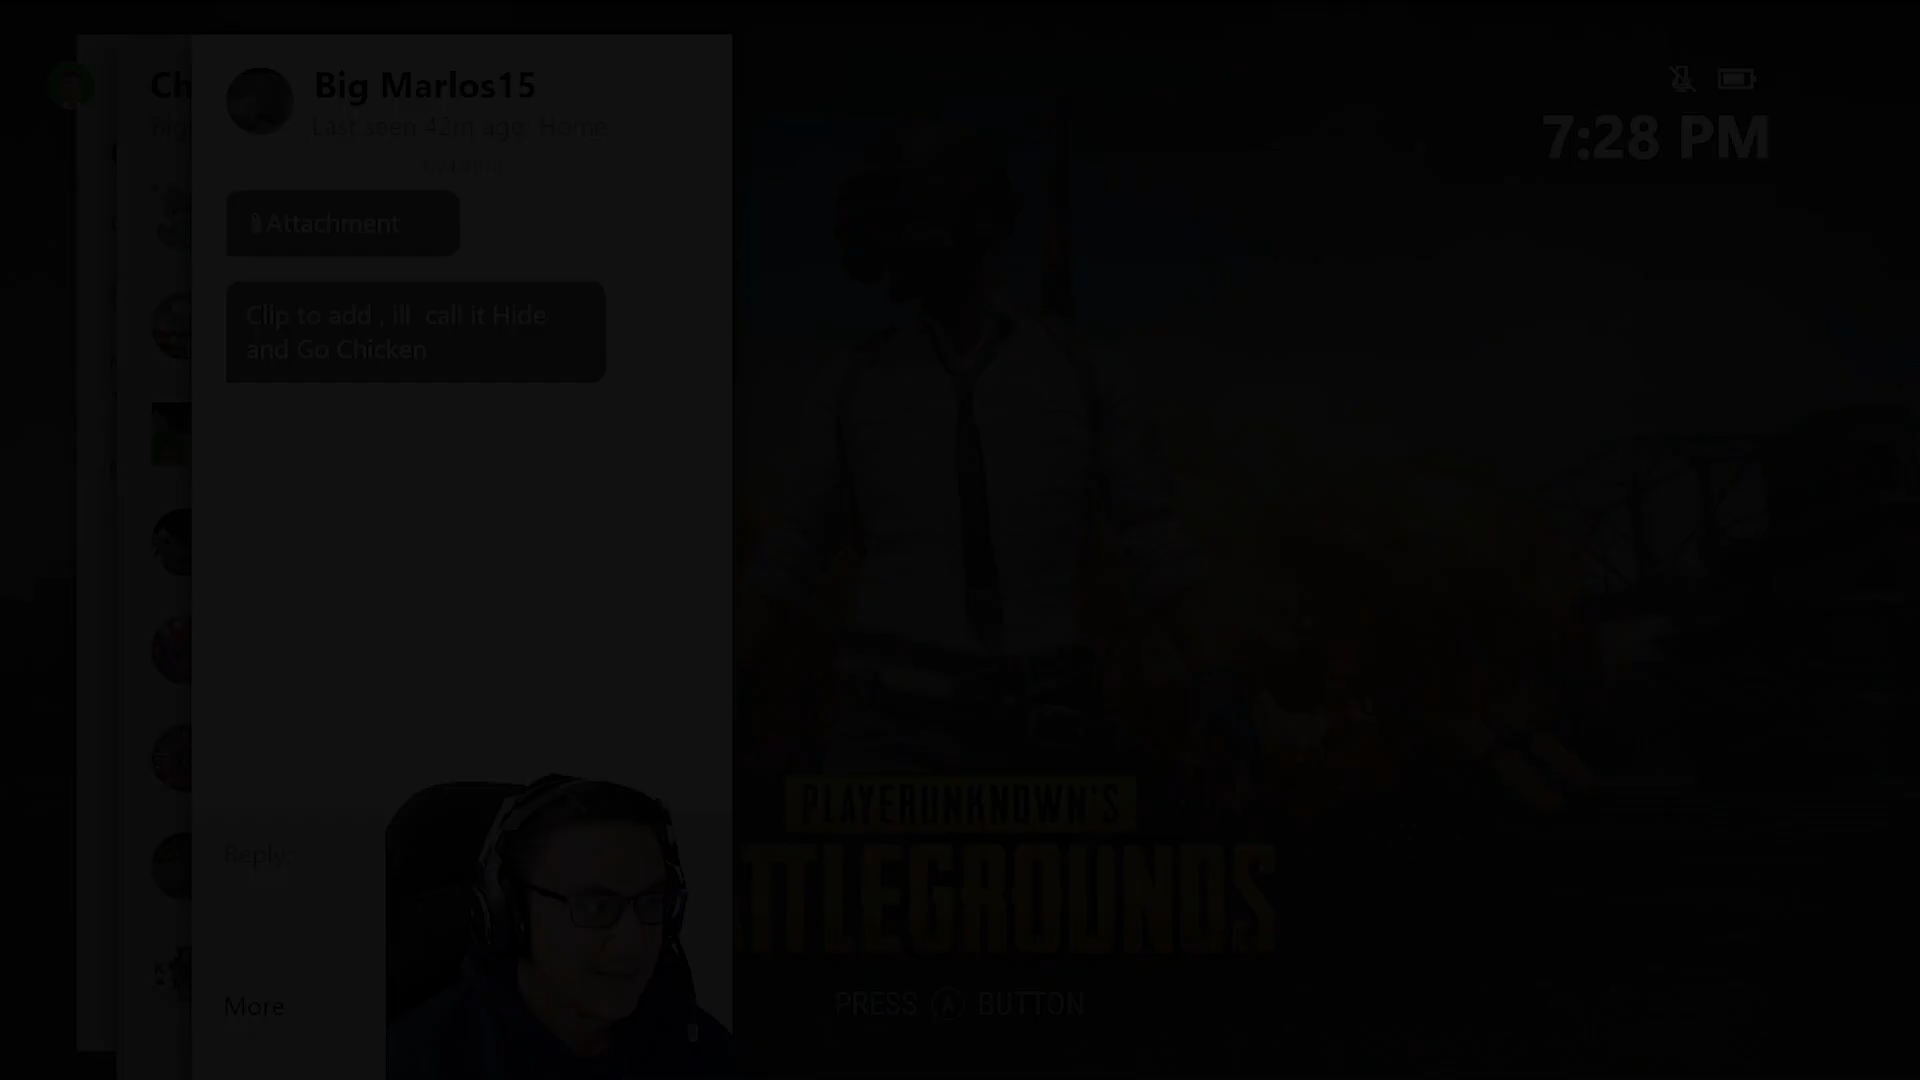 Ch
Big Marlos15
Last seen 42m ago: Home
Attachment
Clip to add , ill call it Hide
and Go Chicken
Reply
More
7:28 PM
PLAYERUNKNOWN'S
TTLEGROUNDS
PRESS A BUTTON